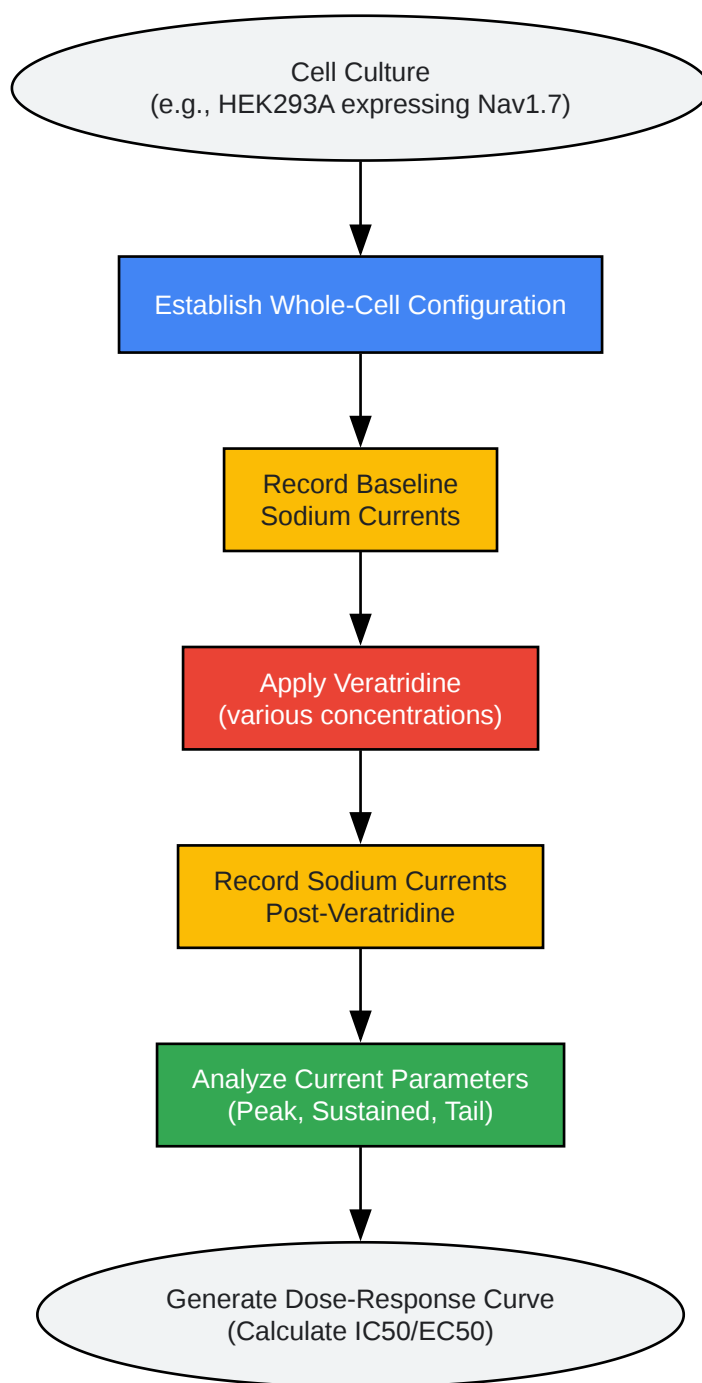 Cell Culture
(e.g., HEK293A expressing Nav1.7)
Establish Whole-Cell Configuration
Record Baseline
Sodium Currents
Apply Veratridine
(various concentrations)
Record Sodium Currents
Post-Veratridine
Analyze Current Parameters
(Peak, Sustained, Tail)
Generate Dose-Response Curve
(Calculate IC50/EC50)